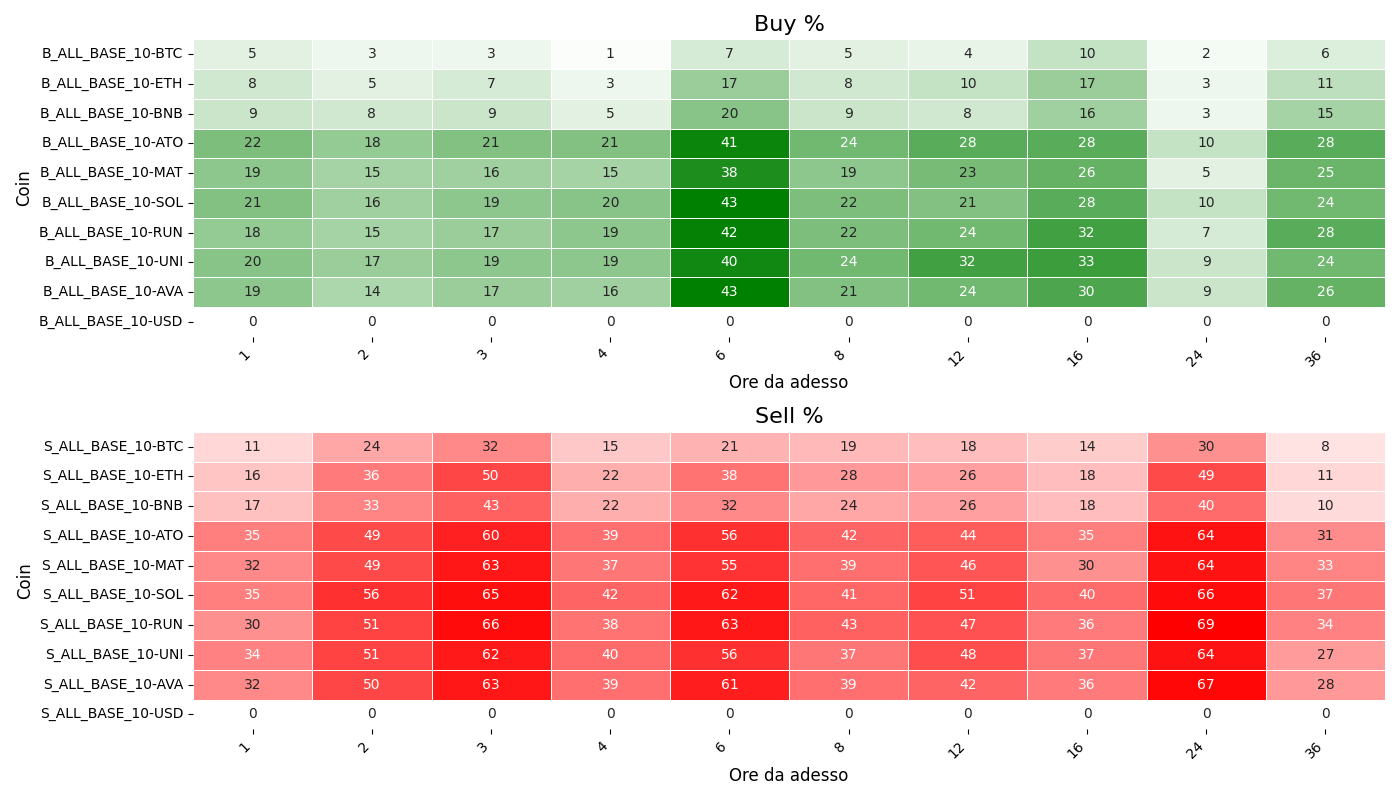 Buy %
B_ALL_BASE_10-BTC 5 3 3 1 7 5 4 10 2 6
B_ALL_BASE_10-ETH 8 5 7 3 17 8 10 17 3 11
B_ALL_BASE_10-BNB 9 8 9 5 20 9 8 16 3 15
B_ALL_BASE_10-ATO 22 18 21 21 41 24 28 28 10 28
B_ALL_BASE_10-MAT 19 15 16 15 38 19 23 26 5 25
B_ALL_BASE_10-SOL 21 16 19 20 43 22 21 28 10 24
B_ALL_BASE_10-RUN 18 15 17 19 42 22 24 32 7 28
B_ALL_BASE_10-UNI 20 17 19 19 40 24 32 33 9 24
B_ALL_BASE_10-AVA 19 14 17 16 43 21 24 30 9 26
B_ALL_BASE_10-USD 0 0 0 0 0 0 0 0 0 0
Coin
1 2 3 4 6 8 12 16 24 36
Ore da adesso
Sell %
S_ALL_BASE_10-BTC 11 24 32 15 21 19 18 14 30 8
S_ALL_BASE_10-ETH 16 36 50 22 38 28 26 18 49 11
S_ALL_BASE_10-BNB 17 33 43 22 32 24 26 18 40 10
S_ALL_BASE_10-ATO 35 49 60 39 56 42 44 35 64 31
S_ALL_BASE_10-MAT 32 49 63 37 55 39 46 30 64 33
S_ALL_BASE_10-SOL 35 56 65 42 62 41 51 40 66 37
S_ALL_BASE_10-RUN 30 51 66 38 63 43 47 36 69 34
S_ALL_BASE_10-UNI 34 51 62 40 56 37 48 37 64 27
S_ALL_BASE_10-AVA 32 50 63 39 61 39 42 36 67 28
S_ALL_BASE_10-USD 0 0 0 0 0 0 0 0 0 0
Coin
1 2 3 4 6 8 12 16 24 36
Ore da adesso